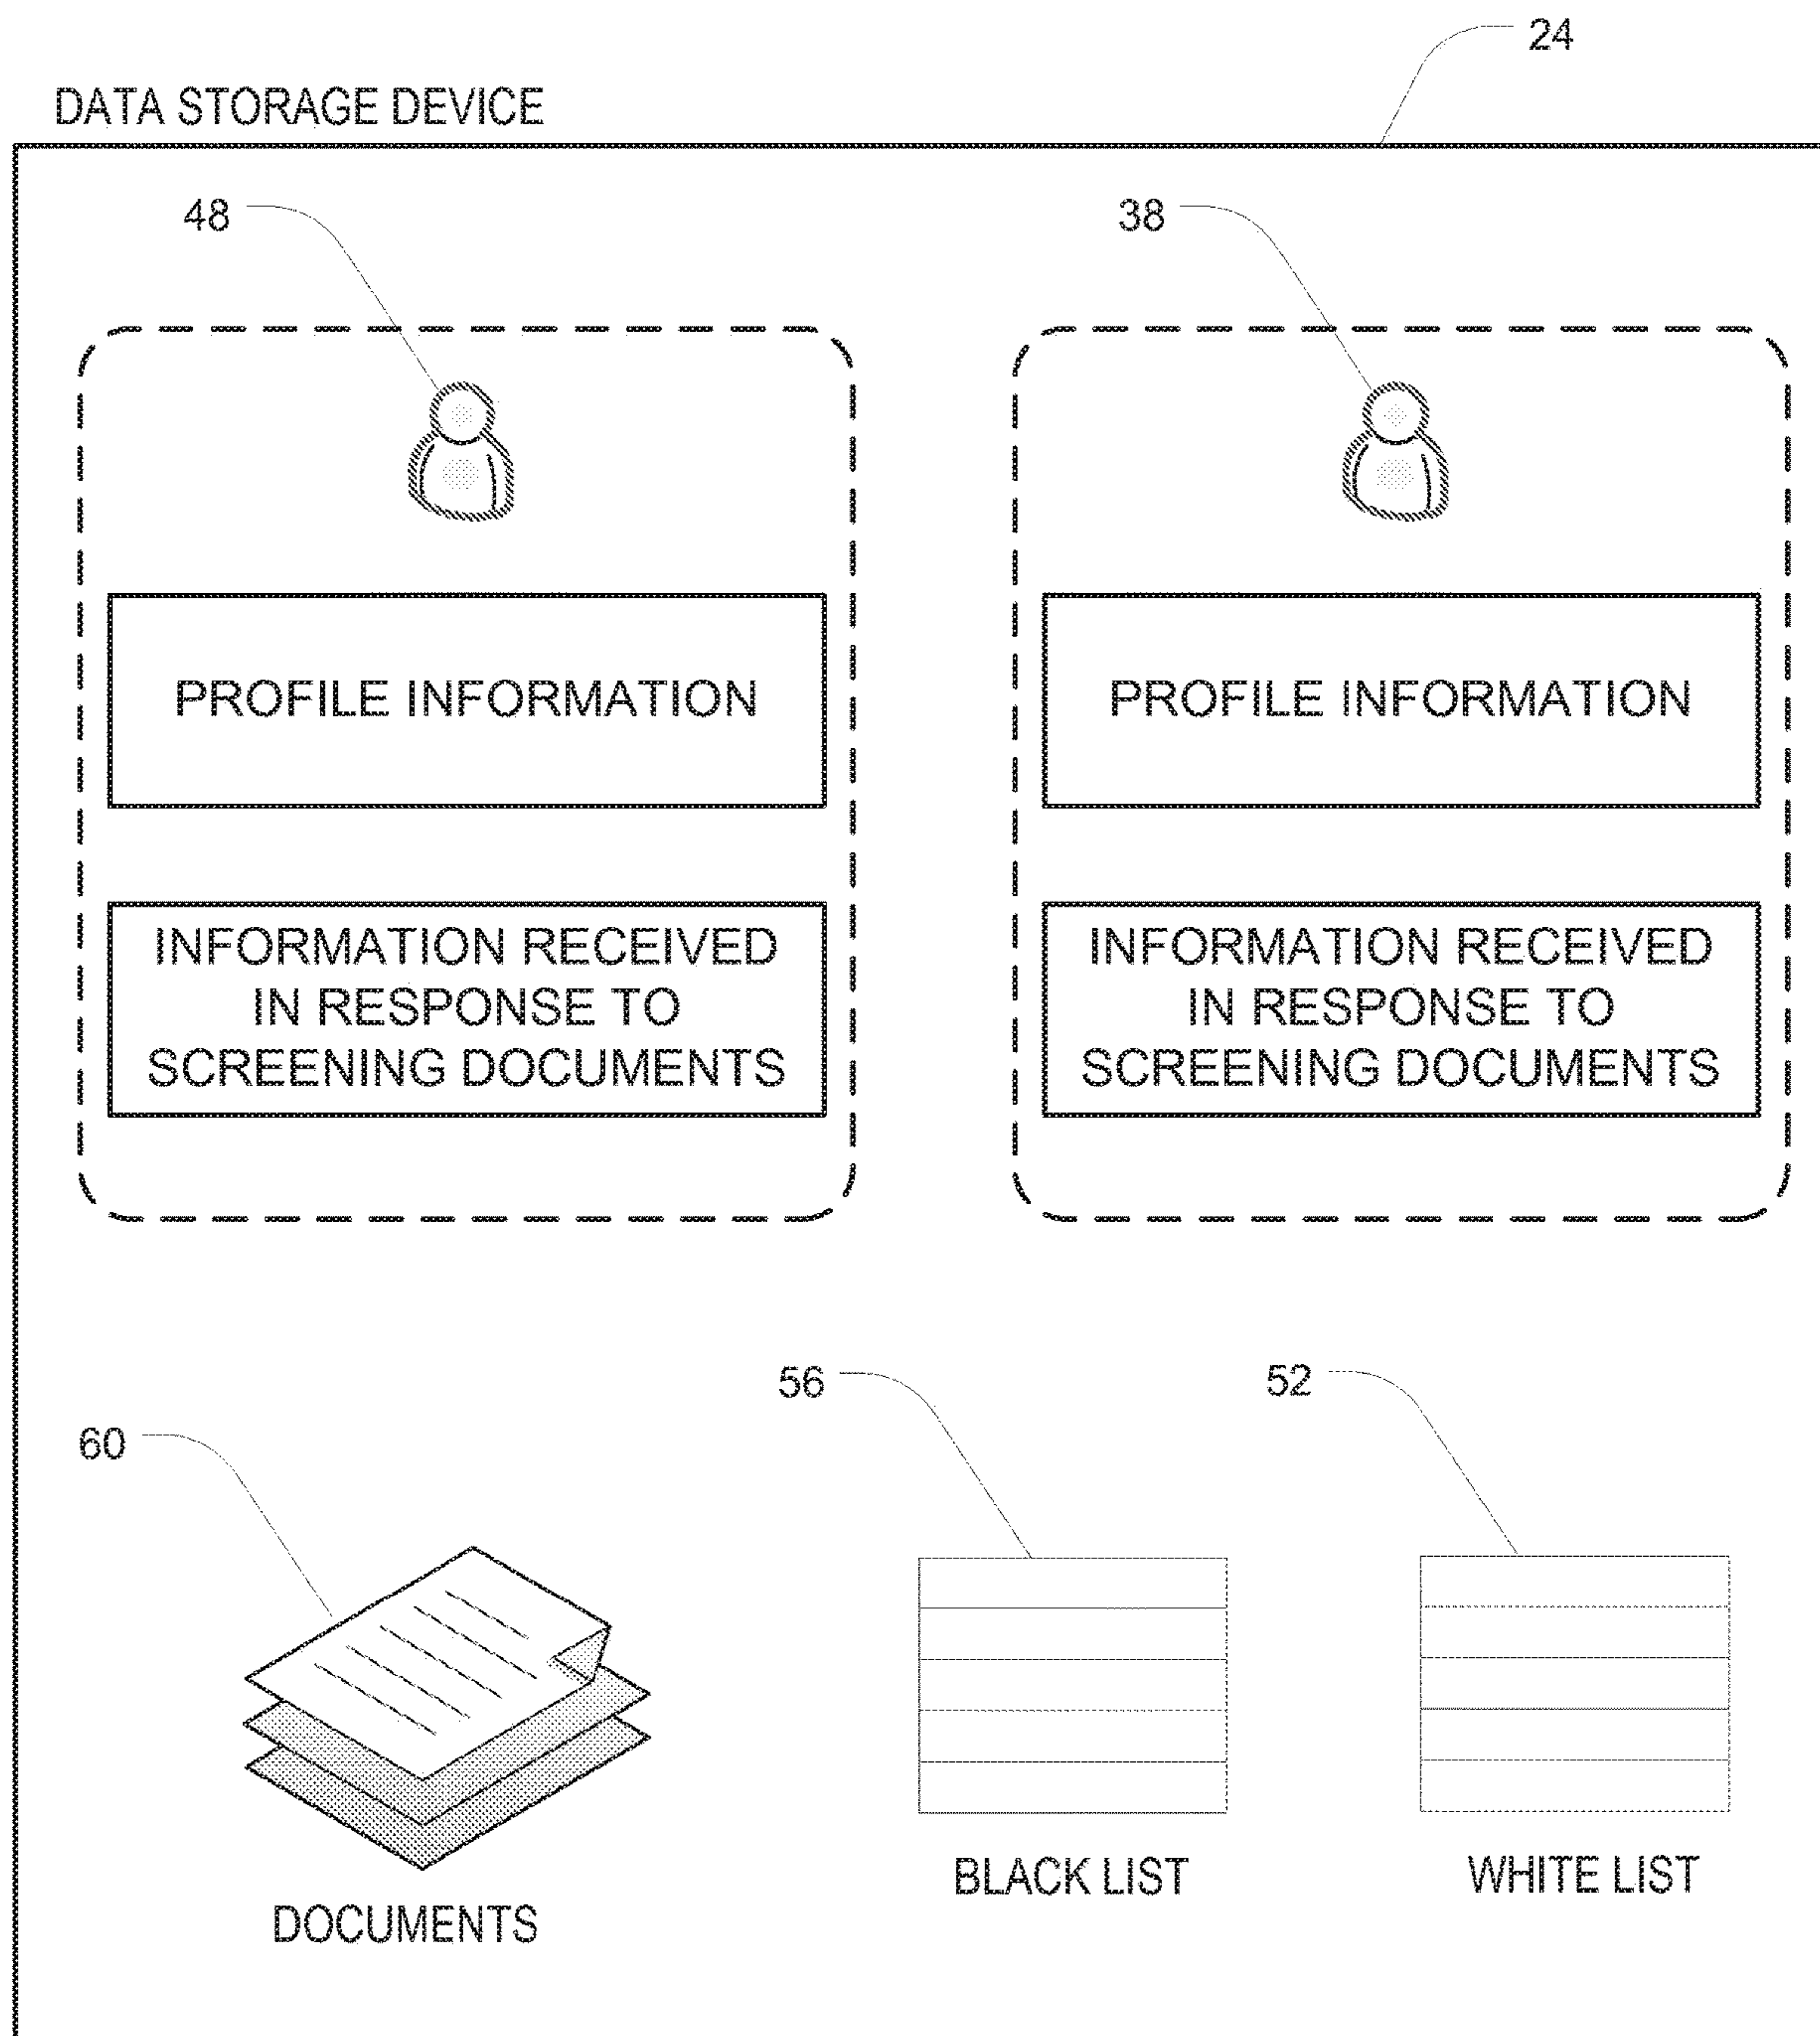 24
DATA STORAGE DEVICE
48
38
PROFILE INFORMATION
PROFILE INFORMATION
INFORMATION RECEIVED
IN RESPONSE TO
SCREENING DOCUMENTS
INFORMATION RECEIVED
IN RESPONSE TO
SCREENING DOCUMENTS
56
52
60
BLACK LIST
WHITE LIST
DOCUMENTS